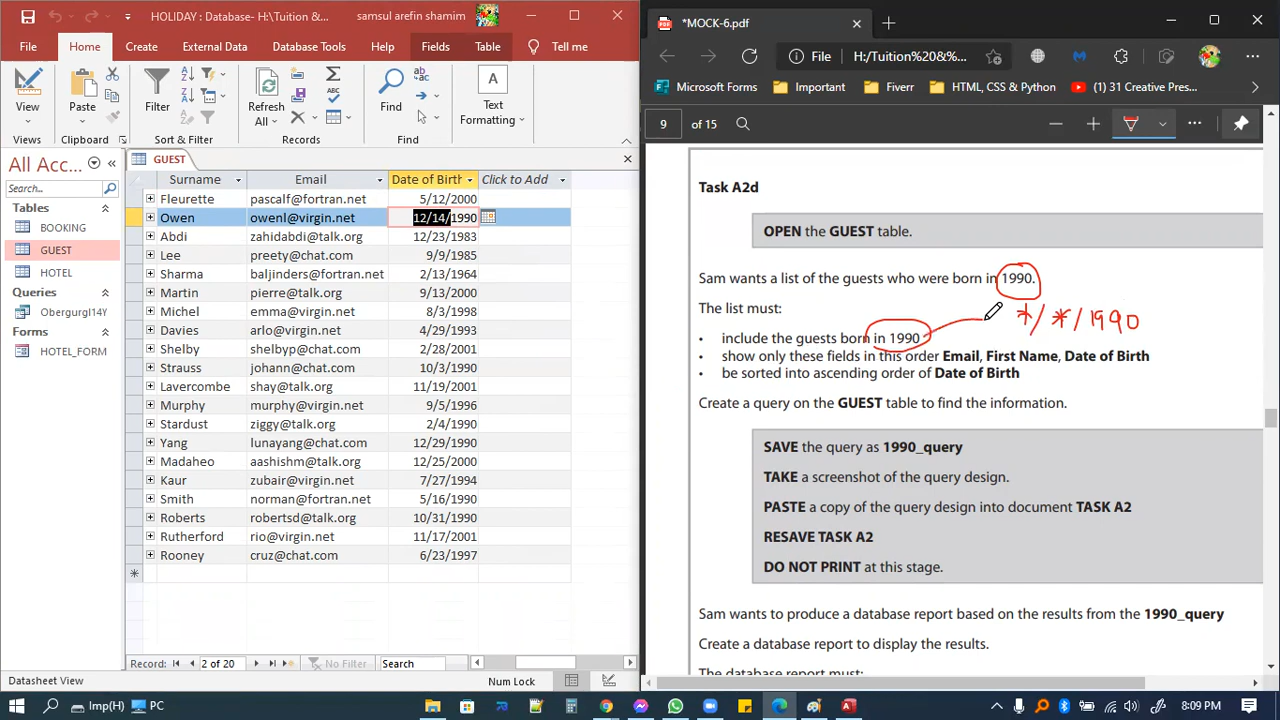 HOLIDAY : Database- H:\Tuition &... samsul arefin shamim
File Home Create External Data Database Tools Help Fields Table Tell me
View Paste Filter Refresh All Find Text Formatting
Views Clipboard Sort & Filter Records Find
All Acc...
Search...
Tables
BOOKING
GUEST
HOTEL
Queries
ObergurglI14Y
Forms
HOTEL_FORM
GUEST
Surname Email Date of Birth Click to Add
Fleurette pascalf@fortran.net 5/12/2000
Owen owenl@virgin.net 12/14/1990
Abdi zahidabdi@talk.org 12/23/1983
Lee preety@chat.com 9/9/1985
Sharma baljinders@fortran.net 2/13/1964
Martin pierre@talk.org 9/13/2000
Michel emma@virgin.net 8/3/1998
Davies arlo@virgin.net 4/29/1993
Shelby shelbyp@chat.com 2/28/2001
Strauss johann@chat.com 10/3/1990
Lavercombe shay@talk.org 11/19/2001
Murphy murphy@virgin.net 9/5/1996
Stardust ziggy@talk.org 2/4/1990
Yang lunayang@chat.com 12/29/1990
Madaheo aashishm@talk.org 12/25/2000
Kaur zubair@virgin.net 7/27/1994
Smith norman@fortran.net 5/16/1990
Roberts robertsd@talk.org 10/31/1990
Rutherford rio@virgin.net 11/17/2001
Rooney cruz@chat.com 6/23/1997
Record: 2 of 20 No Filter Search
Datasheet View Num Lock
*MOCK-6.pdf
File H:/Tuition%20&t%...
Microsoft Forms Important Fiverr HTML, CSS & Python (31) Creative Pres...
9 of 15
Task A2d
OPEN the GUEST table.
Sam wants a list of the guests who were born in 1990.
The list must:
*/*/1990
• include the guests born in 1990
• show only these fields in this order Email, First Name, Date of Birth
• be sorted into ascending order of Date of Birth
Create a query on the GUEST table to find the information.
SAVE the query as 1990_query
TAKE a screenshot of the query design.
PASTE a copy of the query design into document TASK A2
RESAVE TASK A2
DO NOT PRINT at this stage.
Sam wants to produce a database report based on the results from the 1990_query
Create a database report to display the results.
The database report must:
Imp(H) PC 8:09 PM